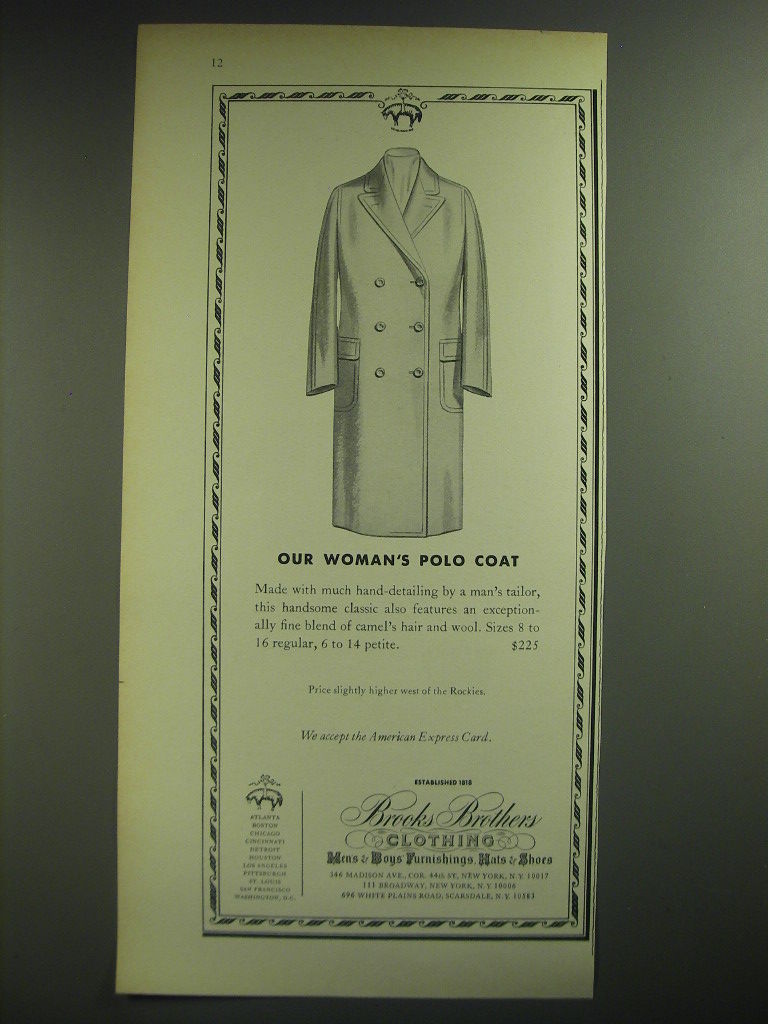 12
OUR WOMAN'S POLO COAT
Made with much hand-detailing by a man's tailor,
this handsome classic also features an exception-
ally fine blend of camel's hair and wool. Sizes 8 to
16 regular, 6 to 14 petite. $225
Price slightly higher west of the Rockies.
We accept the American Express Card.
ATLANTA
BOSTON
CHICAGO
CINCINNATI
DETROIT
HOUSTON
LOS ANGELES
PITTSBURGH
ST. LOUIS
SAN FRANCISCO
WASHINGTON, D.C.
ESTABLISHED 1818
Brooks Brothers
CLOTHING
Men's & Boys' Furnishings, Hats & Shoes
346 MADISON AVE., COR. 44th ST., NEW YORK, N.Y. 10017
111 BROADWAY, NEW YORK, N.Y. 10006
696 WHITE PLAINS ROAD, SCARSDALE, N.Y. 10583